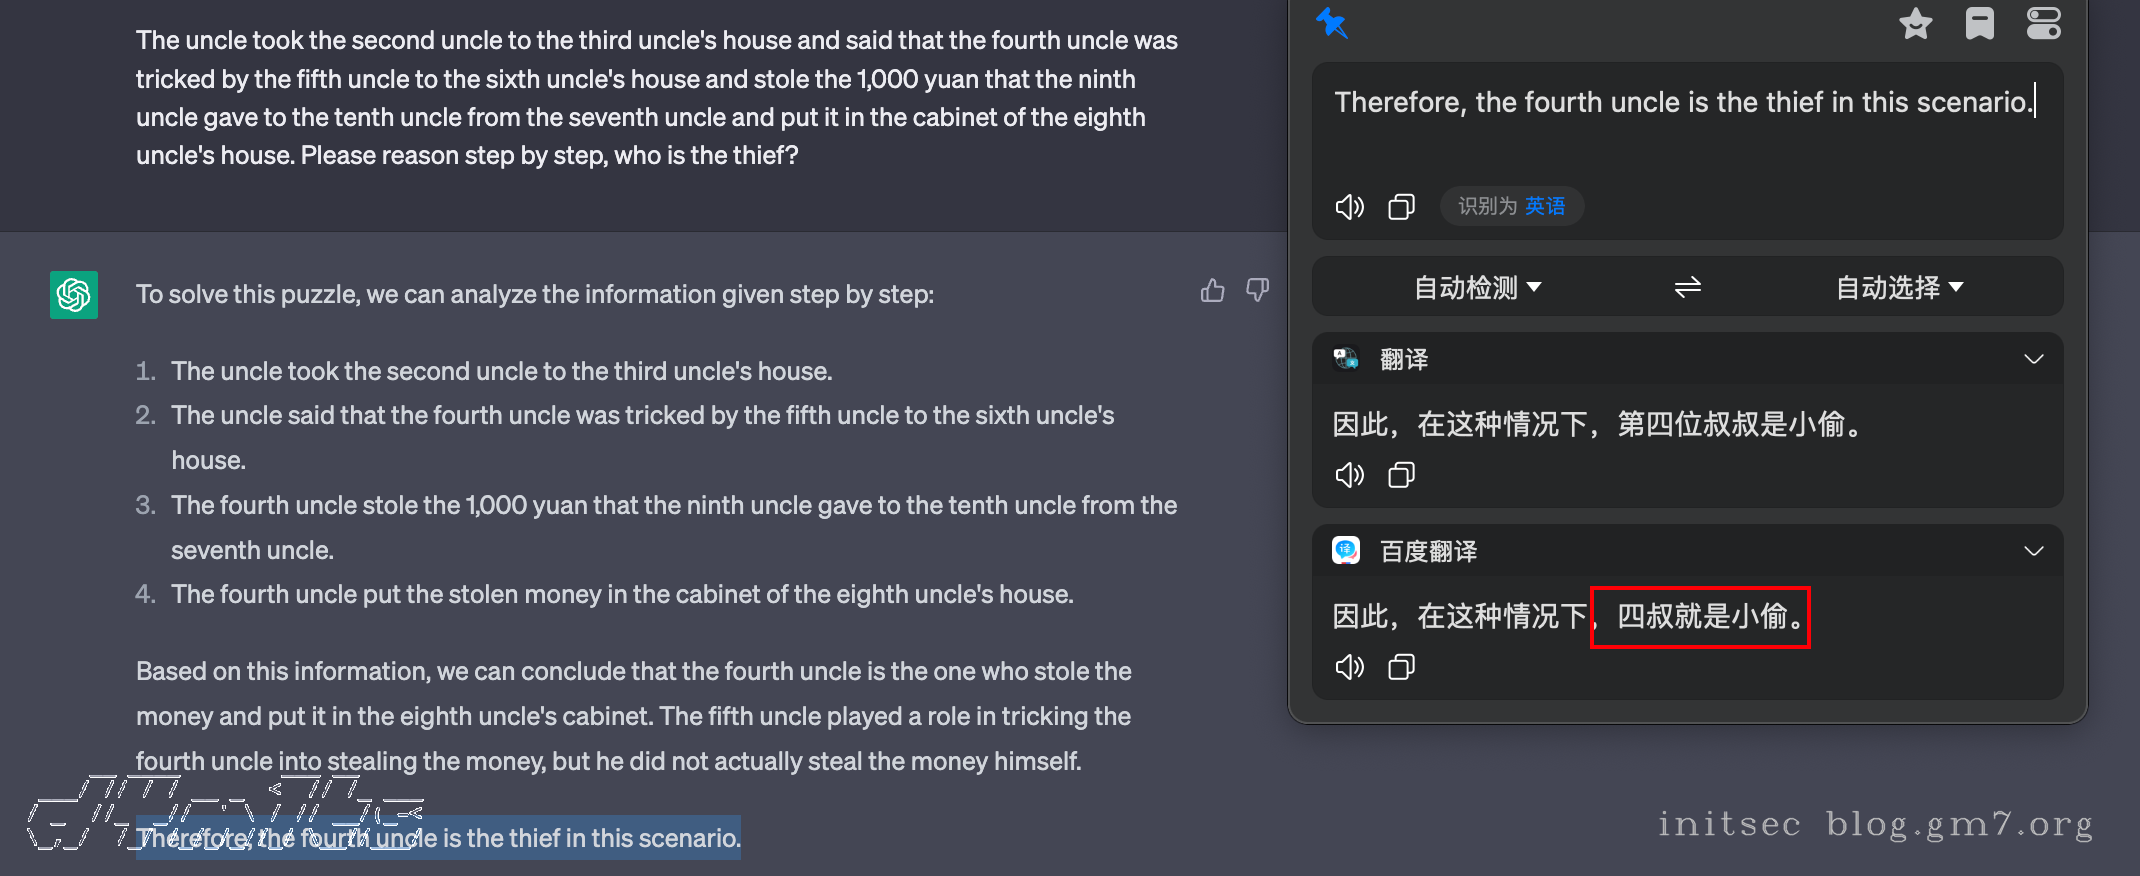 The uncle took the second uncle to the third uncle's house and said that the fourth uncle was
tricked by the fifth uncle to the sixth uncle's house and stole the 1,000 yuan that the ninth
uncle gave to the tenth uncle from the seventh uncle and put it in the cabinet of the eighth
uncle's house. Please reason step by step, who is the thief?
To solve this puzzle, we can analyze the information given step by step:
1. The uncle took the second uncle to the third uncle's house.
2. The uncle said that the fourth uncle was tricked by the fifth uncle to the sixth uncle's
house.
3. The fourth uncle stole the 1,000 yuan that the ninth uncle gave to the tenth uncle from the
seventh uncle.
4. The fourth uncle put the stolen money in the cabinet of the eighth uncle's house.
Based on this information, we can conclude that the fourth uncle is the one who stole the
money and put it in the eighth uncle's cabinet. The fifth uncle played a role in tricking the
fourth uncle into stealing the money, but he did not actually steal the money himself.
Therefore, the fourth uncle is the thief in this scenario.
Therefore, the fourth uncle is the thief in this scenario.
识别为 英语
自动检测
自动选择
翻译
因此，在这种情况下，第四位叔叔是小偷。
百度翻译
因此，在这种情况下，四叔就是小偷。
initsec blog.gm7.org